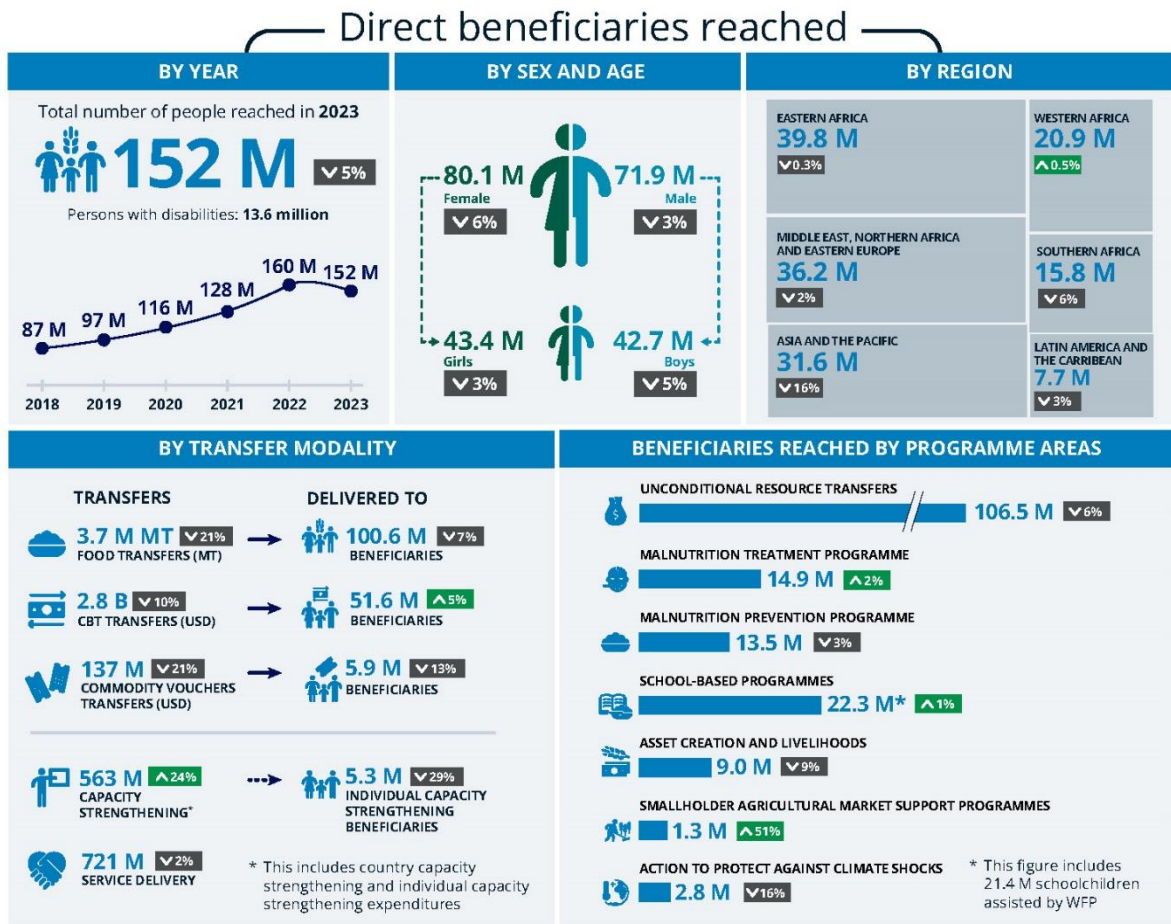 Direct beneficiaries reached
BY YEAR
Total number of people reached in 2023
152 M
5%
Persons with disabilities: 13.6 million
87 M
97 M
116 M
128 M
160 M
152 M
2018
2019
2020
2021
2022
2023
BY SEX AND AGE
80.1 M
Female
6%
71.9 M
Male
3%
43.4 M
Girls
3%
42.7 M
Boys
5%
BY REGION
EASTERN AFRICA
39.8 M
0.3%
WESTERN AFRICA
20.9 M
0.5%
MIDDLE EAST, NORTHERN AFRICA
AND EASTERN EUROPE
36.2 M
2%
SOUTHERN AFRICA
15.8 M
6%
ASIA AND THE PACIFIC
31.6 M
16%
LATIN AMERICA AND
THE CARRIBEAN
7.7 M
3%
BY TRANSFER MODALITY
TRANSFERS
DELIVERED TO
3.7 M MT 21%
FOOD TRANSFERS (MT)
100.6 M 7%
BENEFICIARIES
2.8 B 10%
CBT TRANSFERS (USD)
51.6 M 5%
BENEFICIARIES
137 M 21%
COMMODITY VOUCHERS
TRANSFERS (USD)
5.9 M 13%
BENEFICIARIES
563 M 24%
CAPACITY
STRENGTHENING*
5.3 M 29%
INDIVIDUAL CAPACITY
STRENGTHENING
BENEFICIARIES
721 M 2%
SERVICE DELIVERY
* This includes country capacity
strengthening and individual capacity
strengthening expenditures
BENEFICIARIES REACHED BY PROGRAMME AREAS
UNCONDITIONAL RESOURCE TRANSFERS
106.5 M 6%
MALNUTRITION TREATMENT PROGRAMME
14.9 M 2%
MALNUTRITION PREVENTION PROGRAMME
13.5 M 3%
SCHOOL-BASED PROGRAMMES
22.3 M* 1%
ASSET CREATION AND LIVELIHOODS
9.0 M 9%
SMALLHOLDER AGRICULTURAL MARKET SUPPORT PROGRAMMES
1.3 M 51%
ACTION TO PROTECT AGAINST CLIMATE SHOCKS
2.8 M 16%
* This figure includes
21.4 M schoolchildren
assisted by WFP